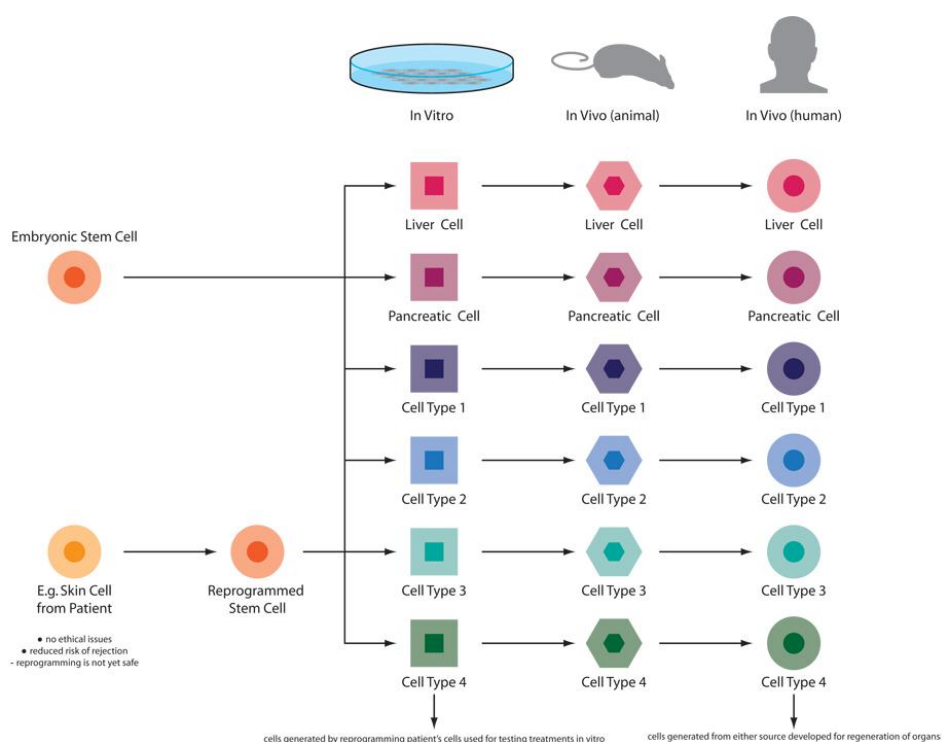 In Vitro
In Vivo (animal)
In Vivo (human)
Embryonic Stem Cell
Liver Cell
Liver Cell
Liver Cell
Pancreatic Cell
Pancreatic Cell
Pancreatic Cell
Cell Type 1
Cell Type 1
Cell Type 1
Cell Type 2
Cell Type 2
Cell Type 2
E.g. Skin Cell
from Patient
Reprogrammed
Stem Cell
Cell Type 3
Cell Type 3
Cell Type 3
• no ethical issues
• reduced risk of rejection
- reprogramming is not yet safe
Cell Type 4
Cell Type 4
Cell Type 4
cells generated by reprogramming patient's cells used for testing treatments in vitro
cells generated from either source developed for regeneration of organs